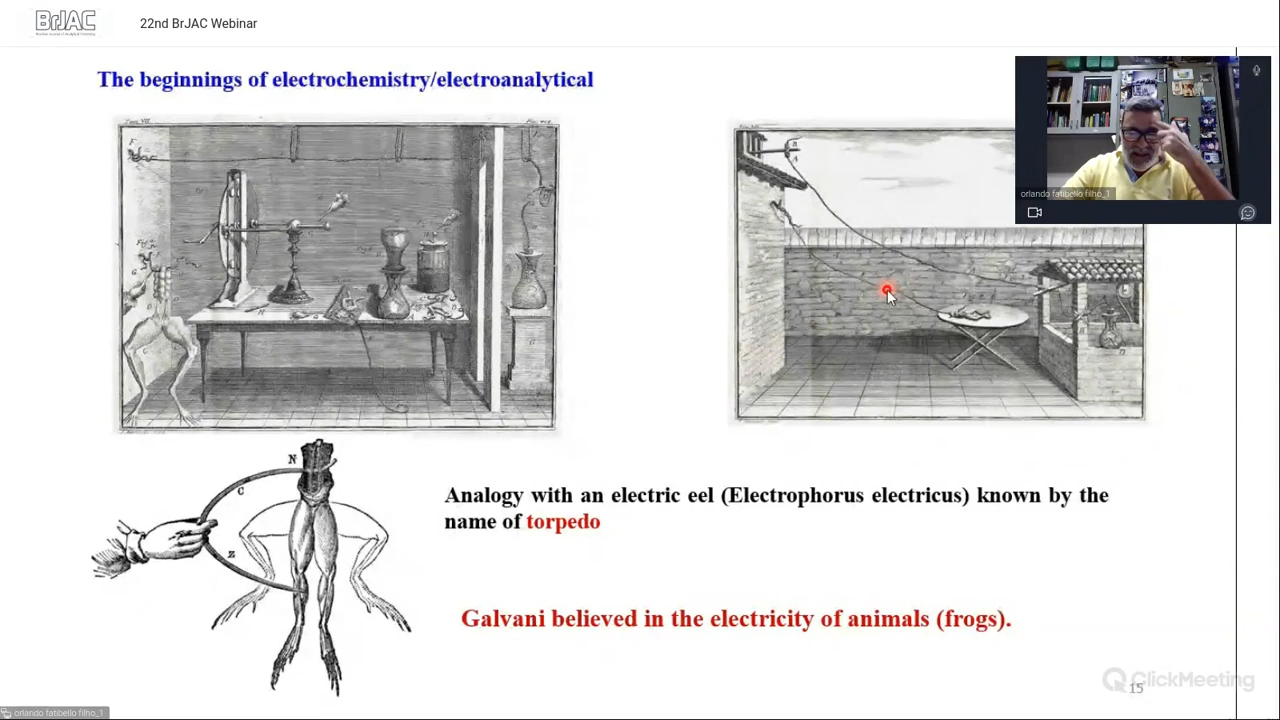 BrJAC
22nd BrJAC Webinar
The beginnings of electrochemistry/electroanalytical
orlando fatibello filho_1
N
C
Z
Analogy with an electric eel (Electrophorus electricus) known by the
name of torpedo
Galvani believed in the electricity of animals (frogs).
ClickMeeting
15
orlando fatibello filho_1